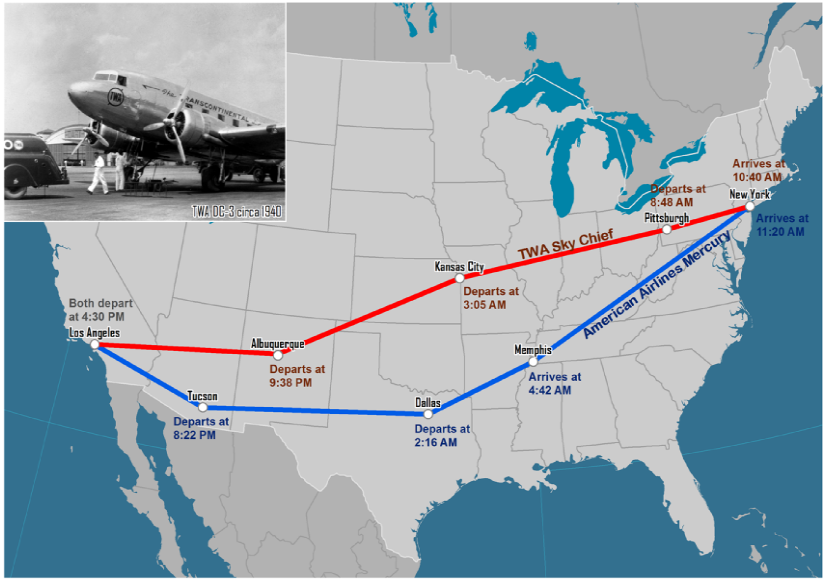 TWA
The
TRANSCONTINENTAL
TWA DC-3 circa 1940
Arrives at
10:40 AM
Departs at
8:48 AM
New York
Pittsburgh
Arrives at
11:20 AM
TWA Sky Chief
American Airlines Mercury
Kansas City
Departs at
3:05 AM
Both depart
at 4:30 PM
Los Angeles
Albuquerque
Departs at
9:38 PM
Memphis
Arrives at
4:42 AM
Tucson
Departs at
8:22 PM
Dallas
Departs at
2:16 AM